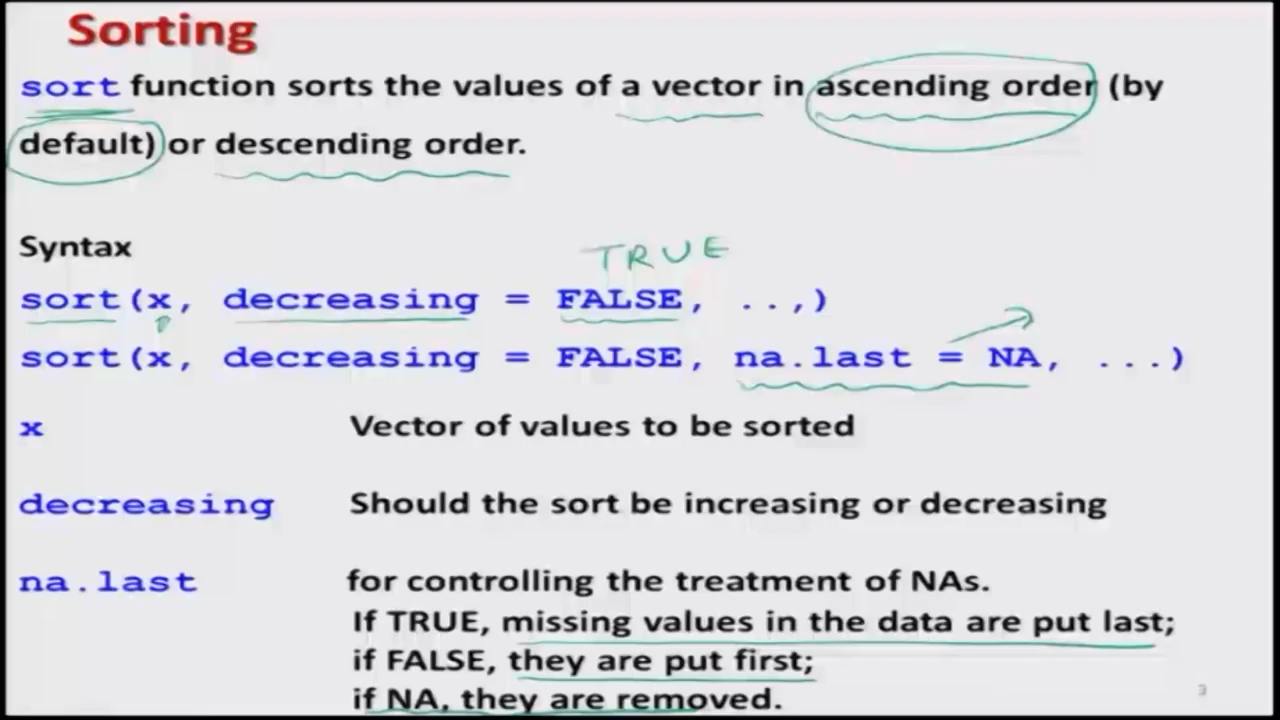 Sorting
sort function sorts the values of a vector in ascending order (by
default) or descending order.
Syntax
TRUE
sort(x, decreasing = FALSE, ..,)
sort(x, decreasing = FALSE, na.last = NA, ...)
x Vector of values to be sorted
decreasing Should the sort be increasing or decreasing
na.last for controlling the treatment of NAs.
If TRUE, missing values in the data are put last;
if FALSE, they are put first;
if NA, they are removed.
3